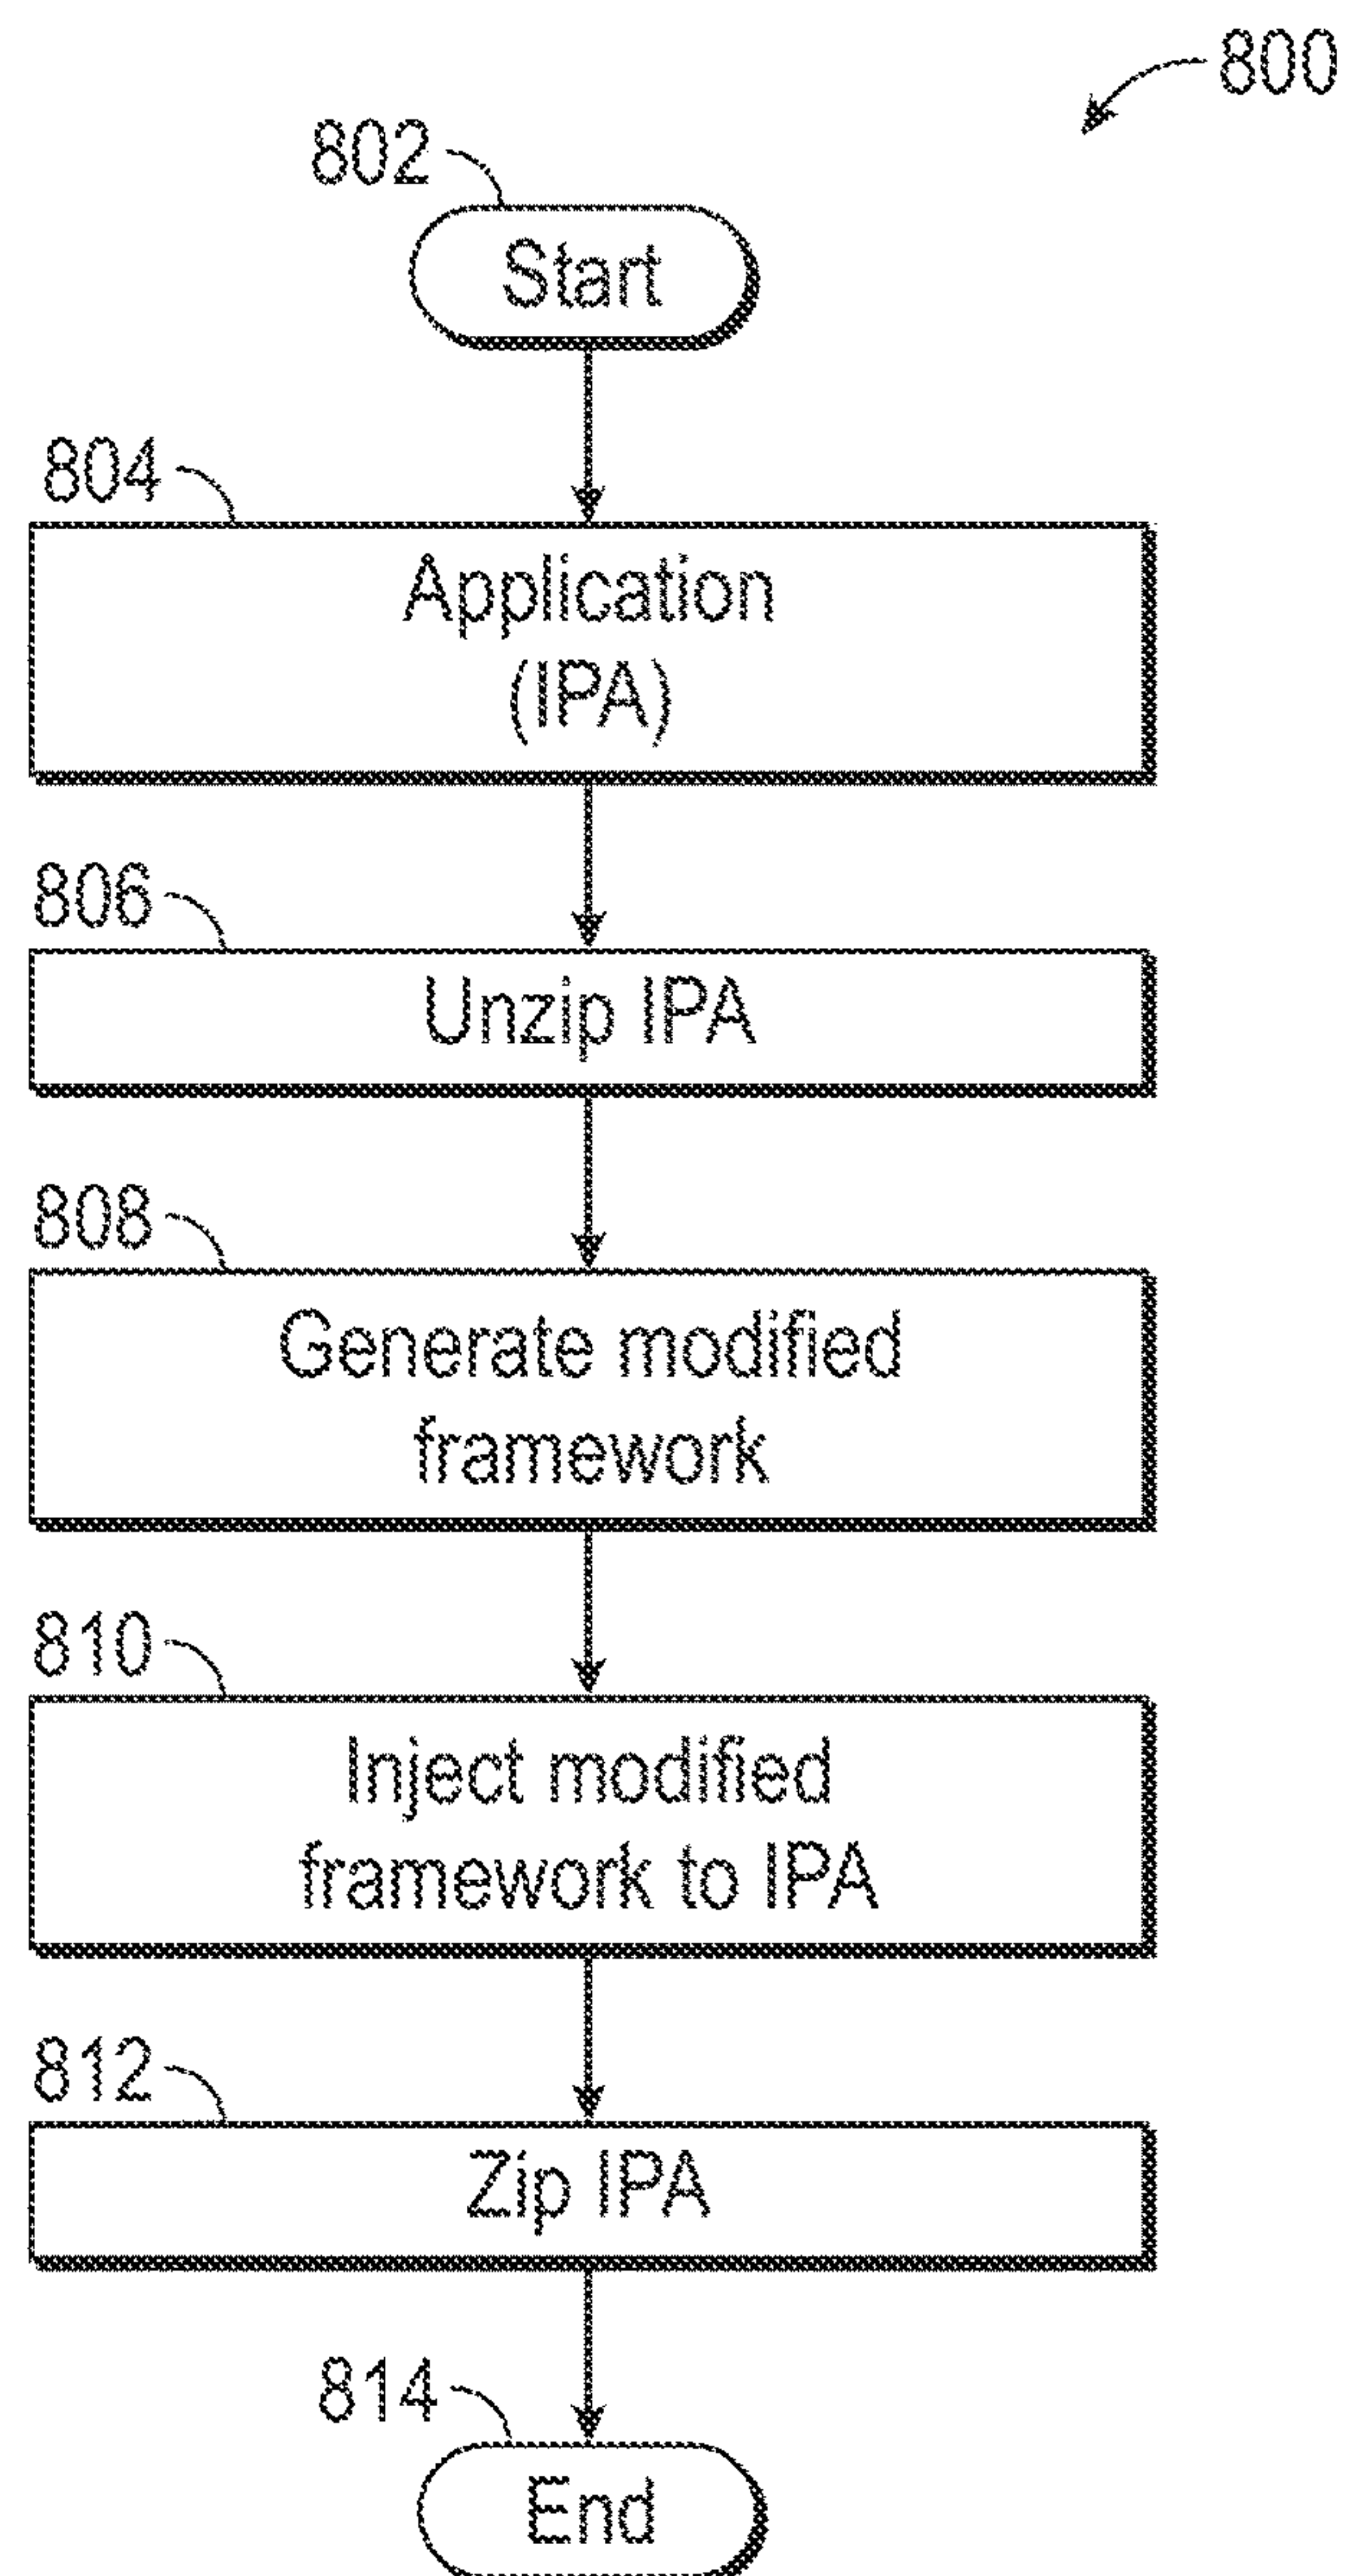 800
802
Start
804
Application
(IPA)
806
Unzip IPA
808
Generate modified
framework
810
Inject modified
framework to IPA
812
Zip IPA
814
End